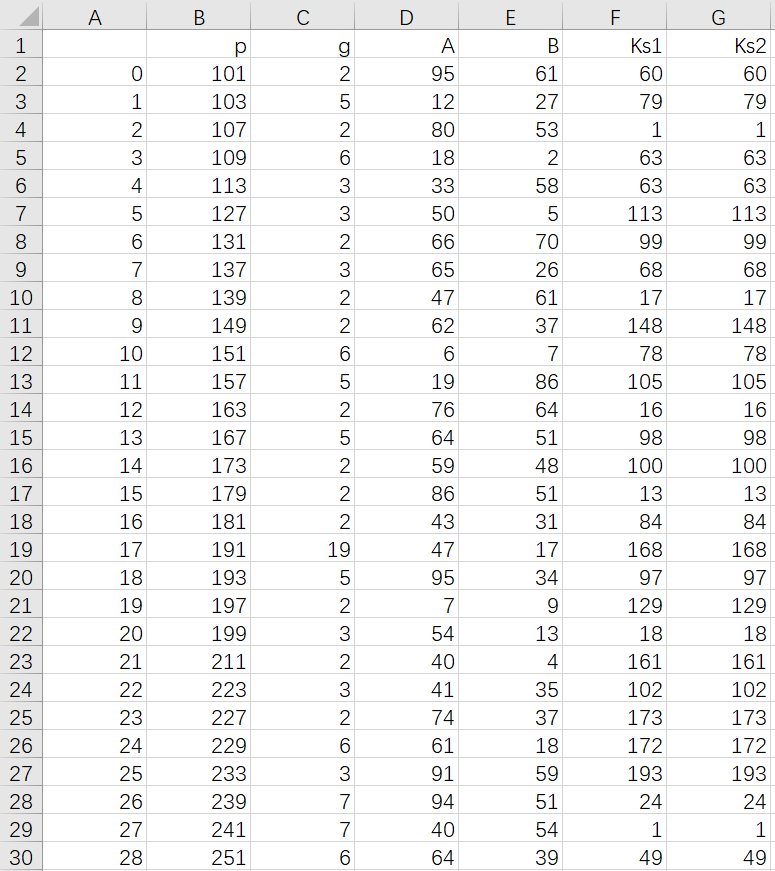 A B C D E F G
1 p g A B Ks1 Ks2
2 0 101 2 95 61 60 60
3 1 103 5 12 27 79 79
4 2 107 2 80 53 1 1
5 3 109 6 18 2 63 63
6 4 113 3 33 58 63 63
7 5 127 3 50 5 113 113
8 6 131 2 66 70 99 99
9 7 137 3 65 26 68 68
10 8 139 2 47 61 17 17
11 9 149 2 62 37 148 148
12 10 151 6 6 7 78 78
13 11 157 5 19 86 105 105
14 12 163 2 76 64 16 16
15 13 167 5 64 51 98 98
16 14 173 2 59 48 100 100
17 15 179 2 86 51 13 13
18 16 181 2 43 31 84 84
19 17 191 19 47 17 168 168
20 18 193 5 95 34 97 97
21 19 197 2 7 9 129 129
22 20 199 3 54 13 18 18
23 21 211 2 40 4 161 161
24 22 223 3 41 35 102 102
25 23 227 2 74 37 173 173
26 24 229 6 61 18 172 172
27 25 233 3 91 59 193 193
28 26 239 7 94 51 24 24
29 27 241 7 40 54 1 1
30 28 251 6 64 39 49 49